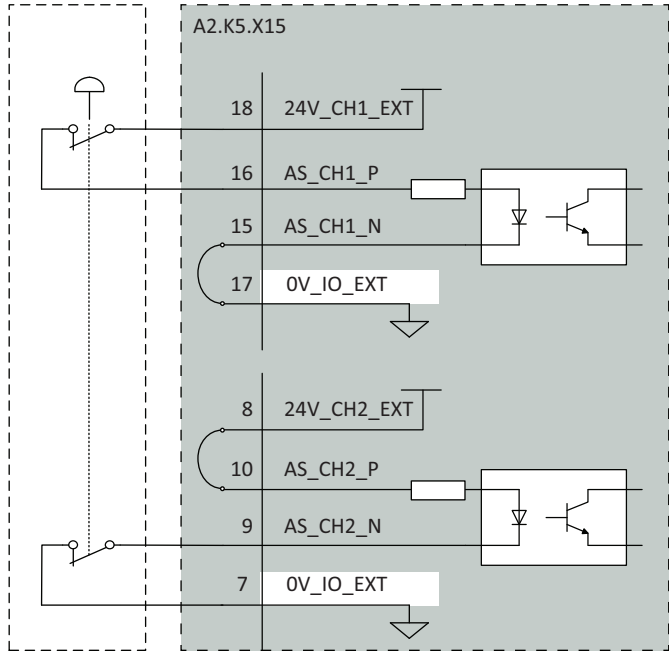 A2.K5.X15
18 24V_CH1_EXT
16 AS_CH1_P
15 AS_CH1_N
17 0V_IO_EXT
8 24V_CH2_EXT
10 AS_CH2_P
9 AS_CH2_N
7 0V_IO_EXT